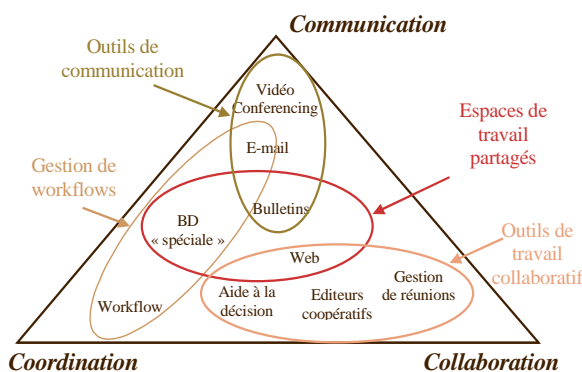 Communication
Outils de
communication
Vidéo
Conferencing
Espaces de
travail
partagés
E-mail
Gestion de
workflows
BD
« spéciale »
Bulletins
Outils de
travail
collaboratif
Web
Gestion
de réunions
Aide à la
décision
Editeurs
coopératifs
Workflow
Coordination
Collaboration